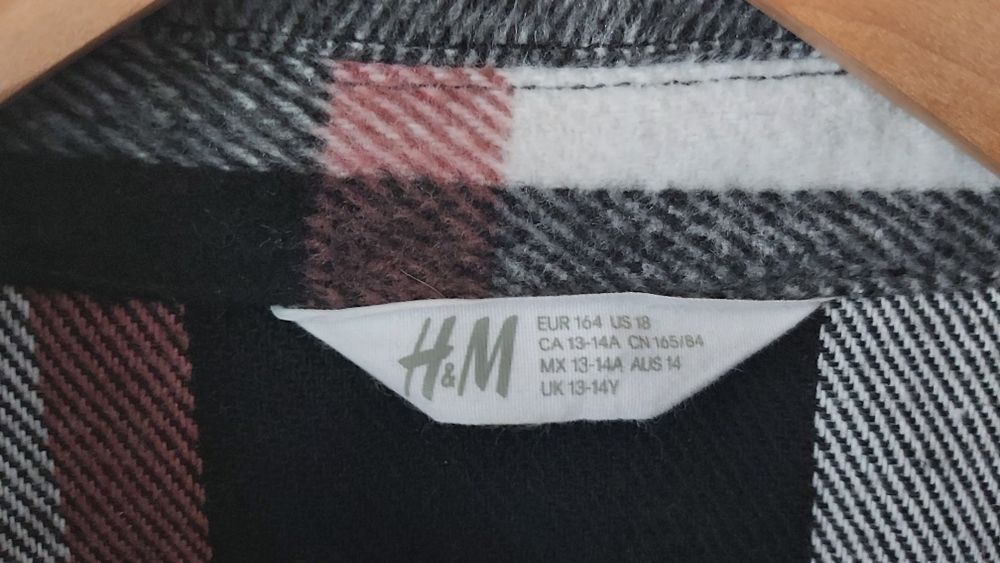 H&M
EUR 164 US 18
CA 13-14A CN 165/84
MX 13-14A AUS 14
UK 13-14Y